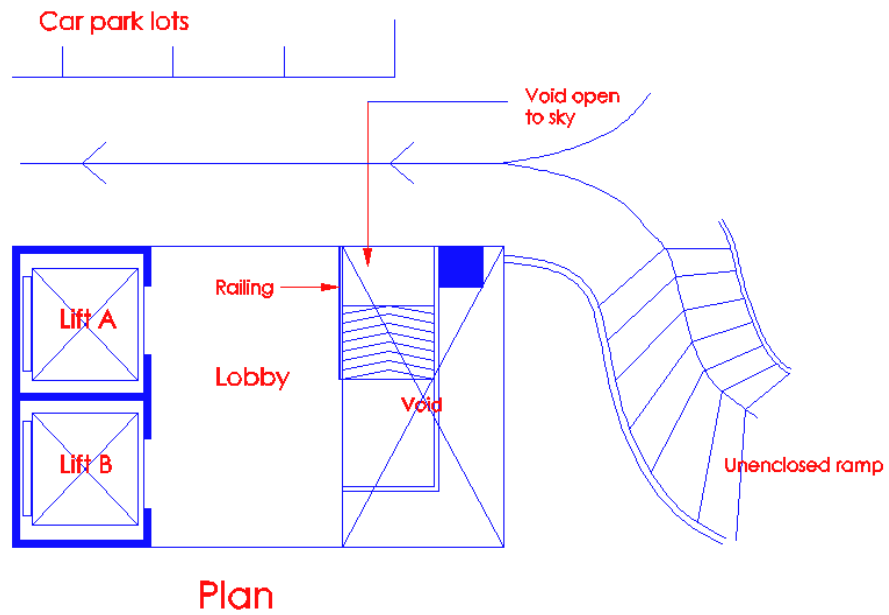 Car park lots
Void open
to sky
Railing
Lift A
Lobby
Void
Lift B
Unenclosed ramp
Plan